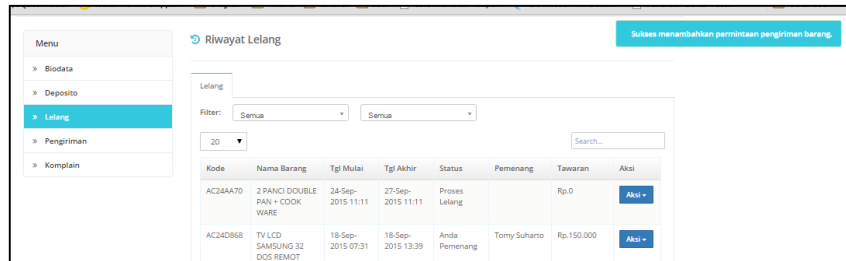 Sukses menambahkan permintaan pengiriman barang.
Menu
» Biodata
» Deposito
» Lelang
» Pengiriman
» Komplain
Riwayat Lelang
Lelang
Filter: Semua Semua
20 Search...
Kode Nama Barang Tgl Mulai Tgl Akhir Status Pemenang Tawaran Aksi
AC24AA70 2 PANCI DOUBLE 24-Sep- 27-Sep- Proses Rp.0 Aksi
PAN + COOK 2015 11:11 2015 11:11 Lelang
WARE
AC24D868 TV LCD 18-Sep- 18-Sep- Anda Tomy Suharto Rp.150.000 Aksi
SAMSUNG 32 2015 07:31 2015 13:39 Pemenang
DOS REMOT